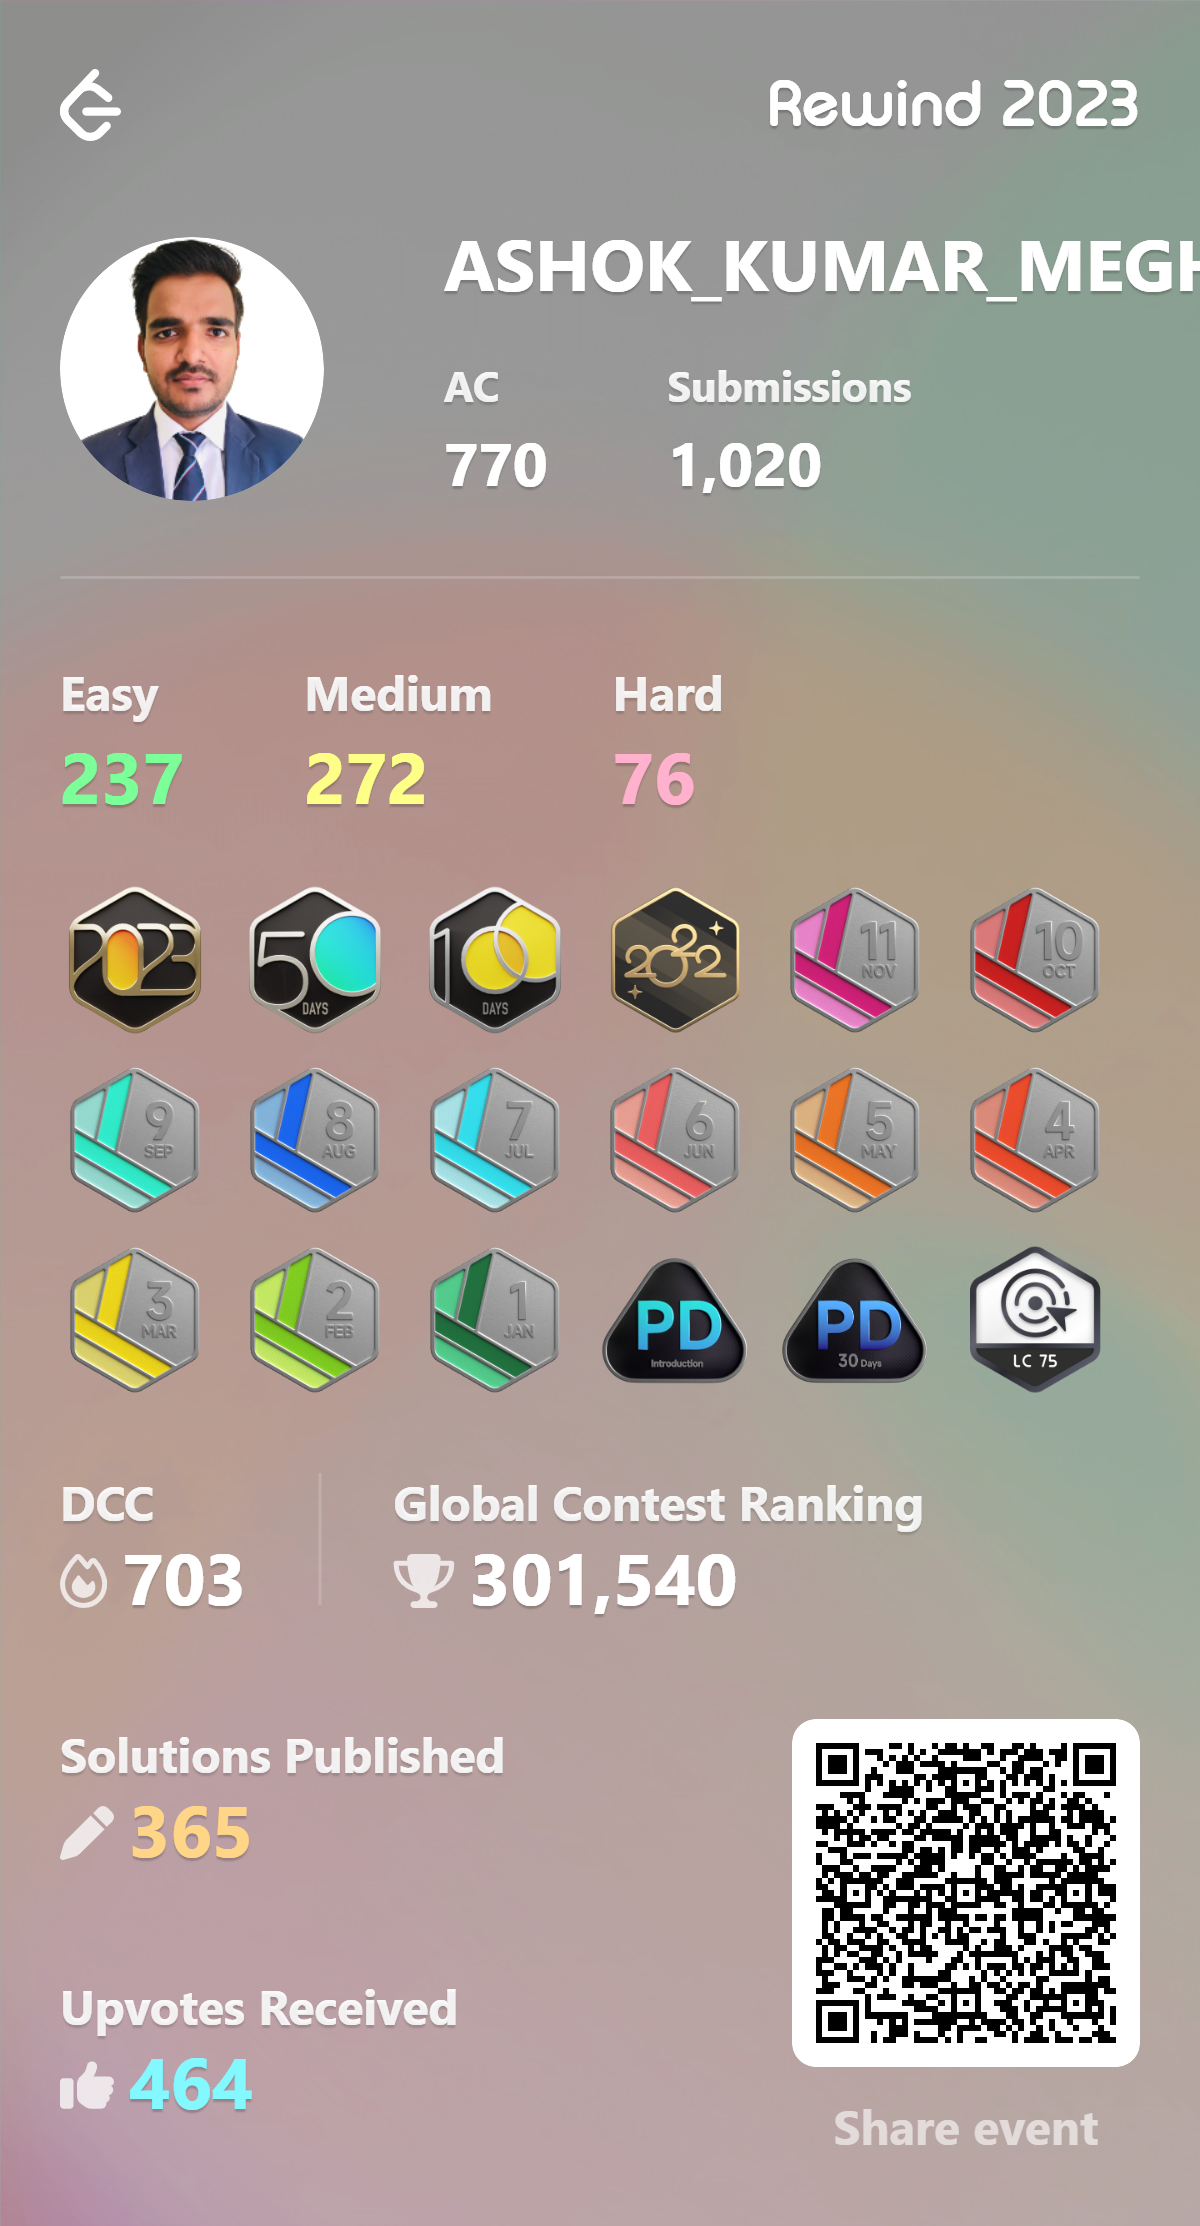 Rewind 2023
ASHOK_KUMAR_MEGH
AC Submissions
770 1,020
Easy Medium Hard
237 272 76
2023 50 DAYS 100 DAYS 2022 11 NOV 10 OCT
9 SEP 8 AUG 7 JUL 6 JUN 5 MAY 4 APR
3 MAR 2 FEB 1 JAN PD Introduction PD 30 Days LC 75
DCC Global Contest Ranking
703 301,540
Solutions Published
365
Upvotes Received
464
Share event